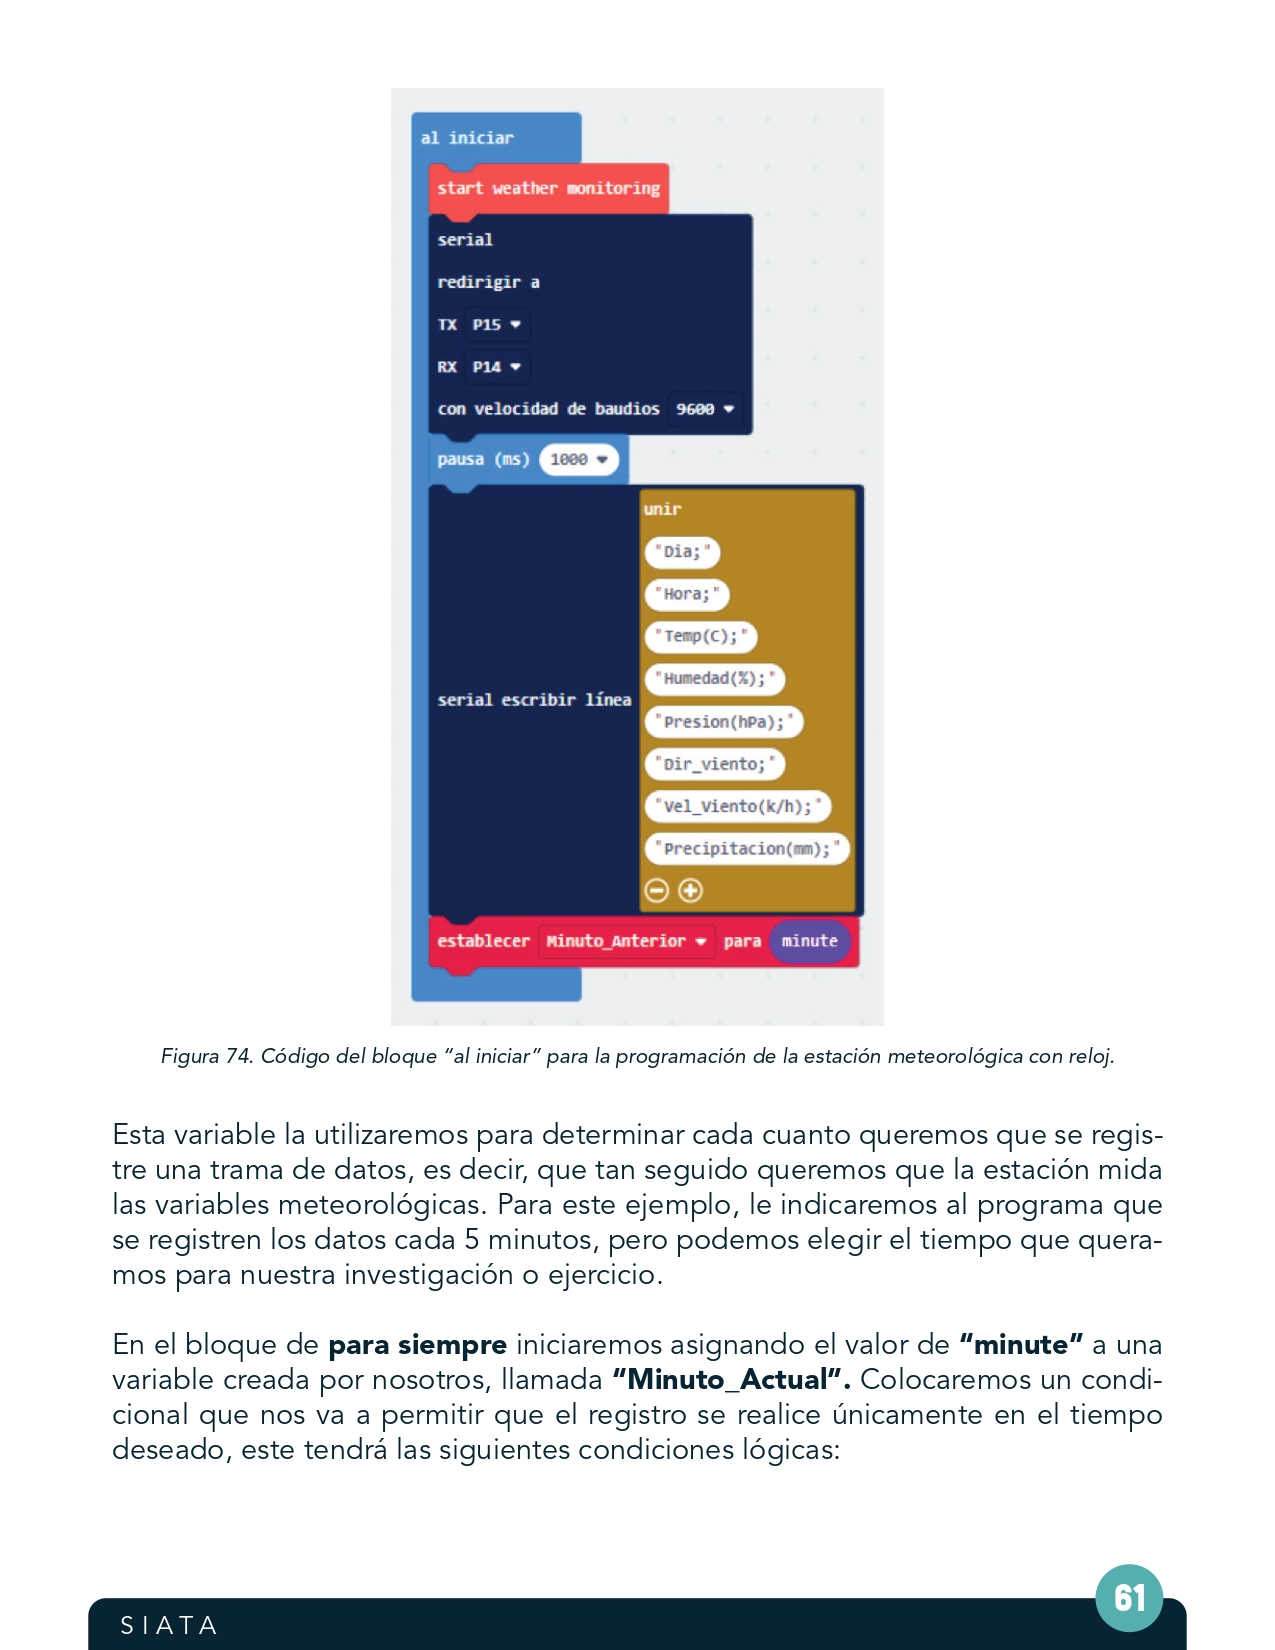 al iniciar
start weather monitoring
serial
redirigir a
TX P15
RX P14
con velocidad de baudios 9600
pausa (ms) 1000
serial escribir línea
unir
"Dia;"
"Hora;"
"Temp(C);"
"Humedad(%);"
"Presion(hPa);"
"Dir_viento;"
"Vel_Viento(k/h);"
"Precipitacion(mm);"
establecer Minuto_Anterior para minute
Figura 74. Código del bloque “al iniciar” para la programación de la estación meteorológica con reloj.
Esta variable la utilizaremos para determinar cada cuanto queremos que se regis-
tre una trama de datos, es decir, que tan seguido queremos que la estación mida
las variables meteorológicas. Para este ejemplo, le indicaremos al programa que
se registren los datos cada 5 minutos, pero podemos elegir el tiempo que quera-
mos para nuestra investigación o ejercicio.
En el bloque de para siempre iniciaremos asignando el valor de “minute” a una
variable creada por nosotros, llamada “Minuto_Actual”. Colocaremos un condi-
cional que nos va a permitir que el registro se realice únicamente en el tiempo
deseado, este tendrá las siguientes condiciones lógicas:
61
SIATA